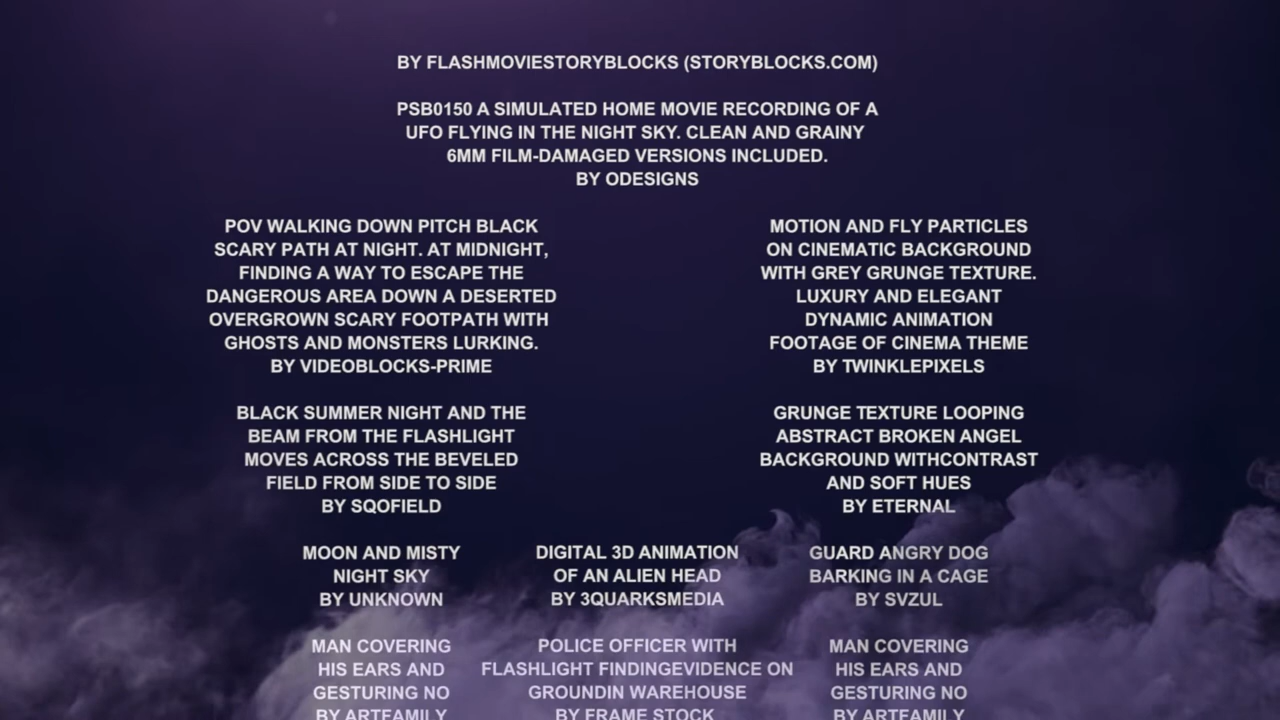 BY FLASHMOVIESTORYBLOCKS (STORYBLOCKS.COM)
PSB0150 A SIMULATED HOME MOVIE RECORDING OF A
UFO FLYING IN THE NIGHT SKY. CLEAN AND GRAINY
6MM FILM-DAMAGED VERSIONS INCLUDED.
BY ODESIGNS
POV WALKING DOWN PITCH BLACK
SCARY PATH AT NIGHT. AT MIDNIGHT,
FINDING A WAY TO ESCAPE THE
DANGEROUS AREA DOWN A DESERTED
OVERGROWN SCARY FOOTPATH WITH
GHOSTS AND MONSTERS LURKING.
BY VIDEOBLOCKS-PRIME
MOTION AND FLY PARTICLES
ON CINEMATIC BACKGROUND
WITH GREY GRUNGE TEXTURE.
LUXURY AND ELEGANT
DYNAMIC ANIMATION
FOOTAGE OF CINEMA THEME
BY TWINKLEPIXELS
BLACK SUMMER NIGHT AND THE
BEAM FROM THE FLASHLIGHT
MOVES ACROSS THE BEVELED
FIELD FROM SIDE TO SIDE
BY SQOFIELD
GRUNGE TEXTURE LOOPING
ABSTRACT BROKEN ANGEL
BACKGROUND WITHCONTRAST
AND SOFT HUES
BY ETERNAL
MOON AND MISTY
NIGHT SKY
BY UNKNOWN
DIGITAL 3D ANIMATION
OF AN ALIEN HEAD
BY 3QUARKSMEDIA
GUARD ANGRY DOG
BARKING IN A CAGE
BY SVZUL
MAN COVERING
HIS EARS AND
GESTURING NO
BY ARTFAMILY
POLICE OFFICER WITH
FLASHLIGHT FINDINGEVIDENCE ON
GROUNDIN WAREHOUSE
BY FRAME STOCK
MAN COVERING
HIS EARS AND
GESTURING NO
BY ARTFAMILY